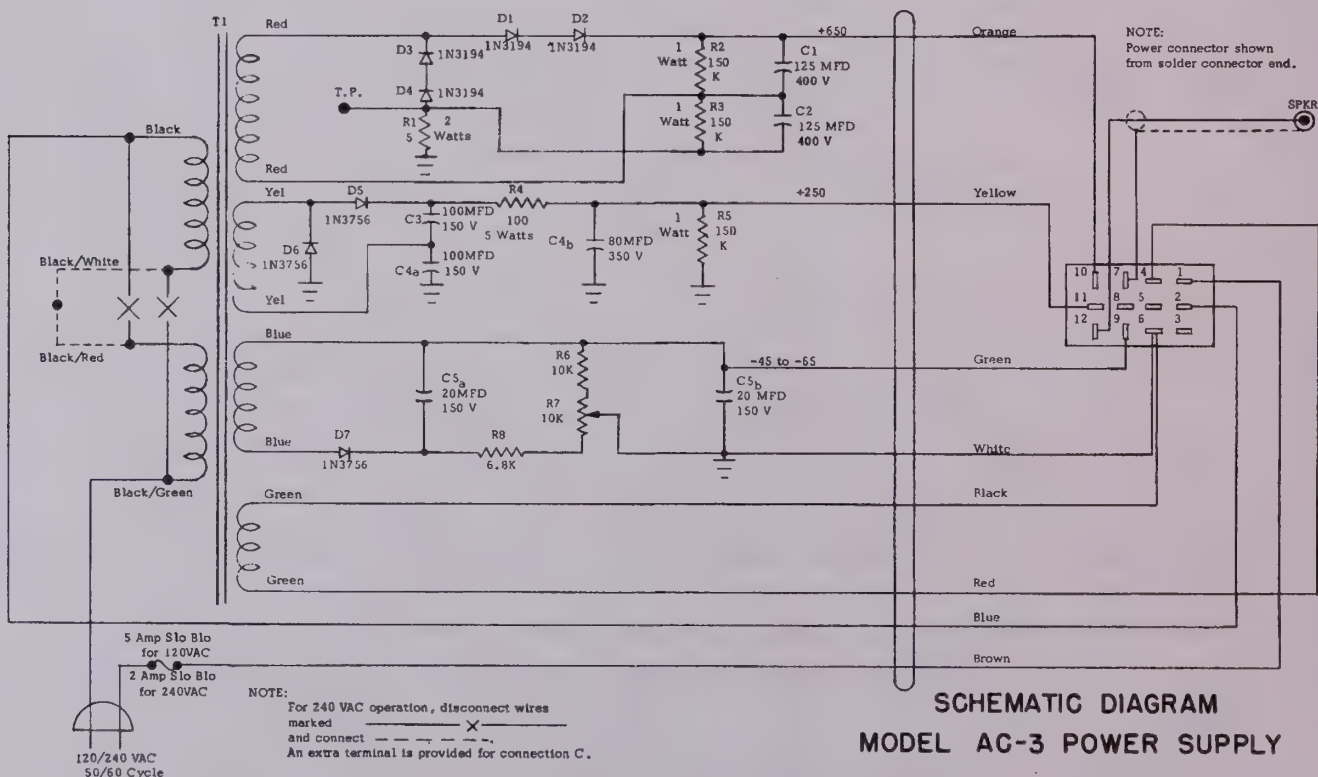 T1
Red
D1
D2
1N3194
1N3194
D3
1N3194
D4
1N3194
T.P.
R1
5
2
Watts
Red
1
Watt
R2
150
K
1
Watt
R3
150
K
C1
125 MFD
400 V
C2
125 MFD
400 V
+650
Orange
NOTE:
Power connector shown
from solder connector end.
SPKR
Black
Black/White
Black/Red
Black/Green
Yel
D5
1N3756
D6
1N3756
C3
100MFD
150 V
100MFD
C4a
150 V
R4
100
5 Watts
C4b
80MFD
350 V
1
Watt
R5
150
K
+250
Yellow
Yel
10
7
4
1
11
8
5
2
12
9
6
3
Blue
C5a
20MFD
150 V
R6
10K
R7
10K
-45 to -65
C5b
20 MFD
150 V
Green
Blue
D7
1N3756
R8
6.8K
White
Green
Black
Green
Red
Blue
Brown
5 Amp Slo Blo
for 120VAC
2 Amp Slo Blo
for 240VAC
120/240 VAC
50/60 Cycle
NOTE:
For 240 VAC operation, disconnect wires
marked
and connect
An extra terminal is provided for connection C.
SCHEMATIC DIAGRAM
MODEL AC-3 POWER SUPPLY